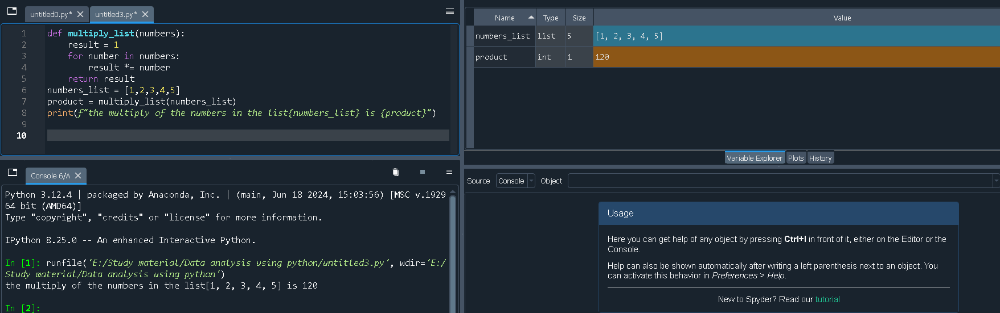 untitled0.py* untitled3.py*
1 def multiply_list(numbers):
2     result = 1
3     for number in numbers:
4         result *= number
5     return result
6 numbers_list = [1,2,3,4,5]
7 product = multiply_list(numbers_list)
8 print(f"the multiply of the numbers in the list{numbers_list} is {product}")
9
10
Console 6/A
Python 3.12.4 | packaged by Anaconda, Inc. | (main, Jun 18 2024, 15:03:56) [MSC v.1929
64 bit (AMD64)]
Type "copyright", "credits" or "license" for more information.
IPython 8.25.0 -- An enhanced Interactive Python.
In [1]: runfile('E:/Study material/Data analysis using python/untitled3.py', wdir='E:/
Study material/Data analysis using python')
the multiply of the numbers in the list[1, 2, 3, 4, 5] is 120
In [2]:
Name Type Size Value
numbers_list list 5 [1, 2, 3, 4, 5]
product int 1 120
Variable Explorer Plots History
Source Console Object
Usage
Here you can get help of any object by pressing Ctrl+I in front of it, either on the Editor or the
Console.
Help can also be shown automatically after writing a left parenthesis next to an object. You
can activate this behavior in Preferences > Help.
New to Spyder? Read our tutorial